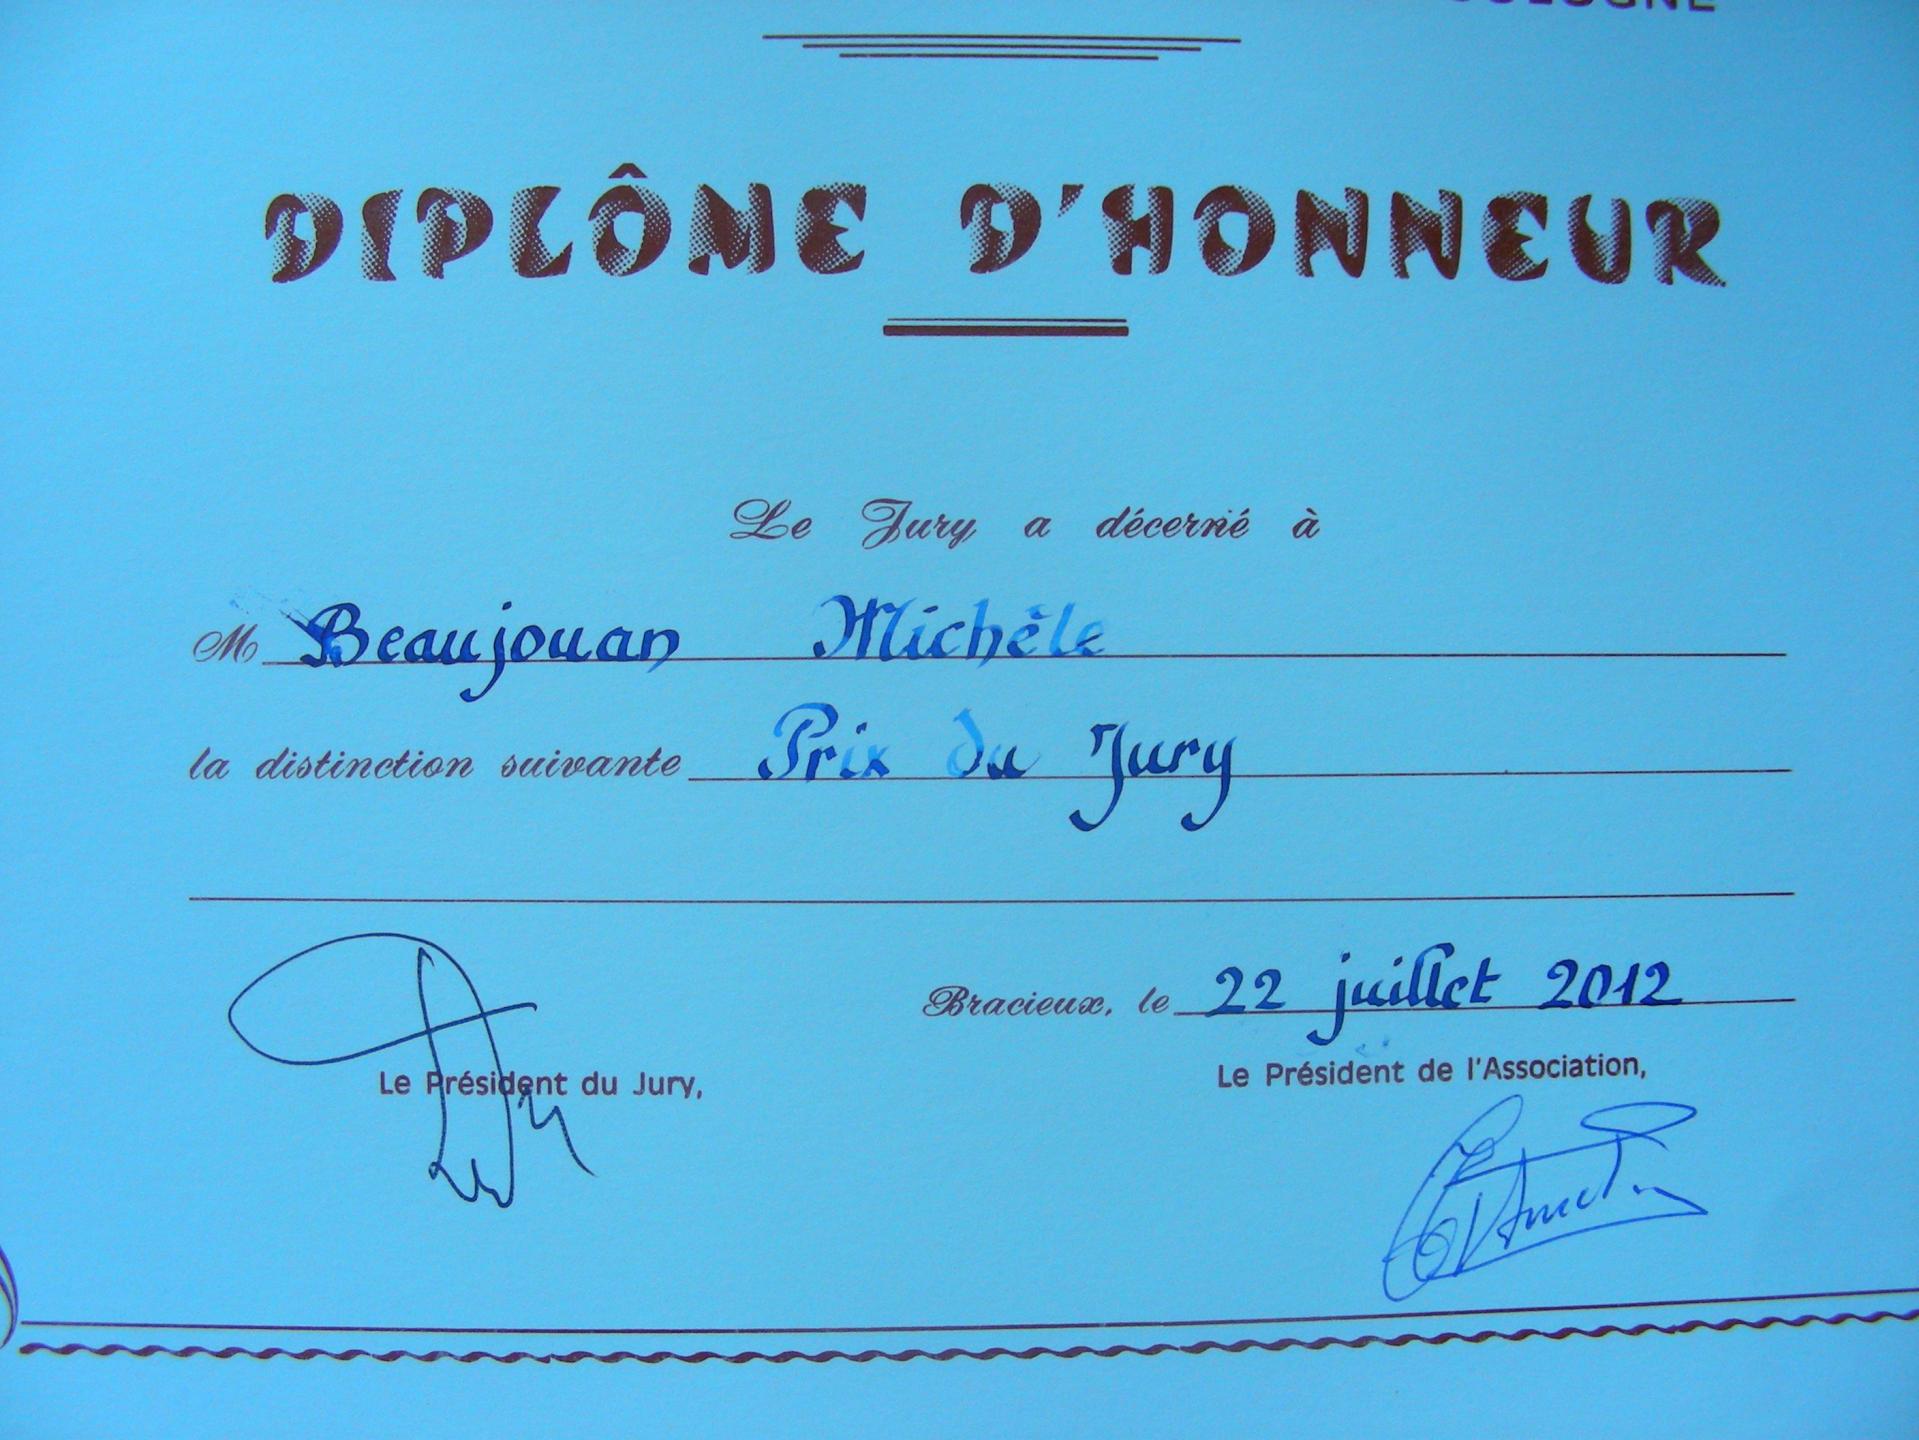 SOLOGNE
DIPLÔME D'HONNEUR
Le Jury a décerné à
M Beaujouan Michèle
la distinction suivante Prix du Jury
Bracieux, le 22 juillet 2012
Le Président du Jury,
Le Président de l'Association,